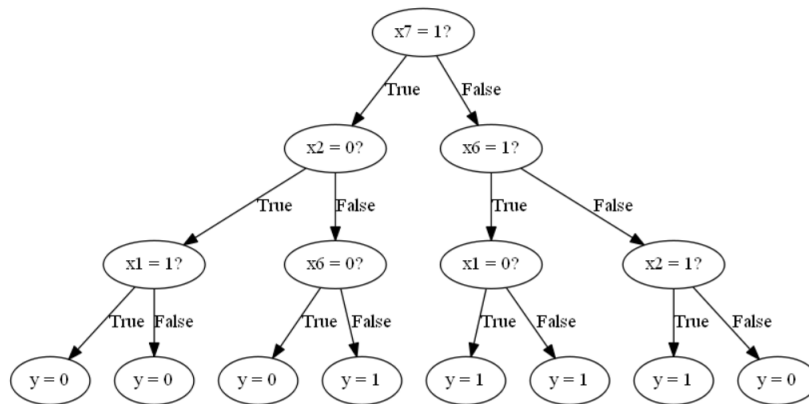 x7 = 1?
True
False
x2 = 0?
x6 = 1?
True
False
True
False
x1 = 1?
x6 = 0?
x1 = 0?
x2 = 1?
True
False
True
False
True
False
True
False
y = 0
y = 0
y = 0
y = 1
y = 1
y = 1
y = 1
y = 0